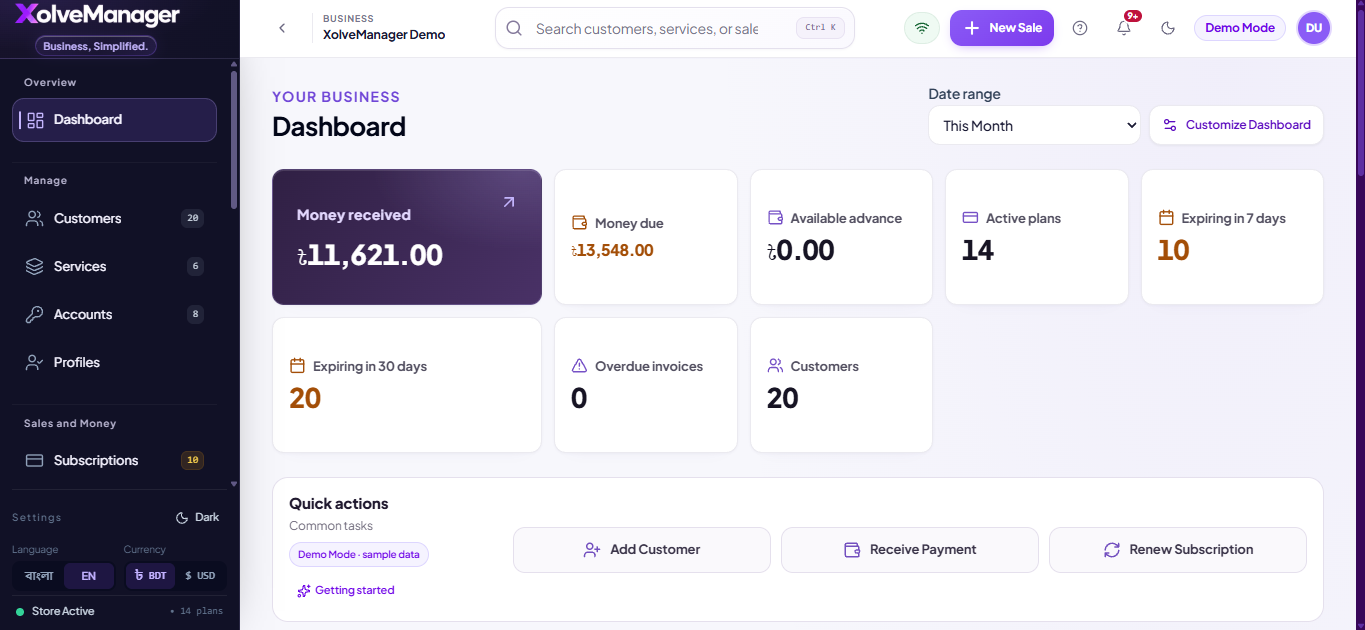 XolveManager
Business, Simplified.
Overview
Dashboard
Manage
Customers 20
Services 6
Accounts 8
Profiles
Sales and Money
Subscriptions 10
Settings Dark
Language Currency
বাংলা EN ৳ BDT $ USD
Store Active • 14 plans
BUSINESS
XolveManager Demo
Search customers, services, or sale
Ctrl K
New Sale
9+
Demo Mode
DU
YOUR BUSINESS
Dashboard
Date range
This Month
Customize Dashboard
Money received
৳11,621.00
Money due
৳13,548.00
Available advance
৳0.00
Active plans
14
Expiring in 7 days
10
Expiring in 30 days
20
Overdue invoices
0
Customers
20
Quick actions
Common tasks
Demo Mode · sample data
Getting started
Add Customer
Receive Payment
Renew Subscription